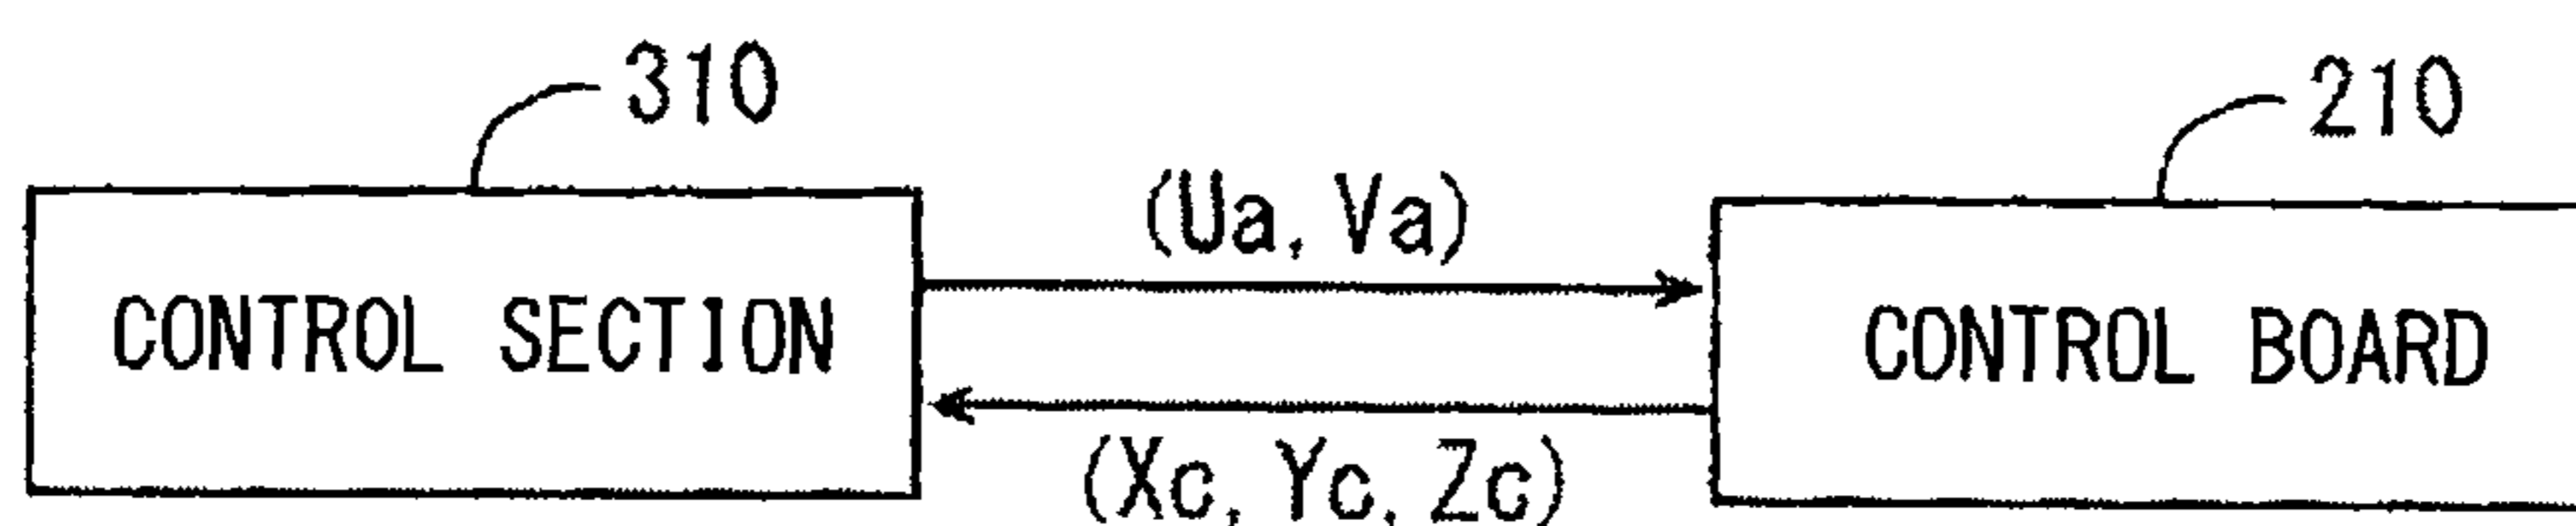 310
210
(Ua, Va)
CONTROL SECTION
CONTROL BOARD
(Xc, Yc, Zc)